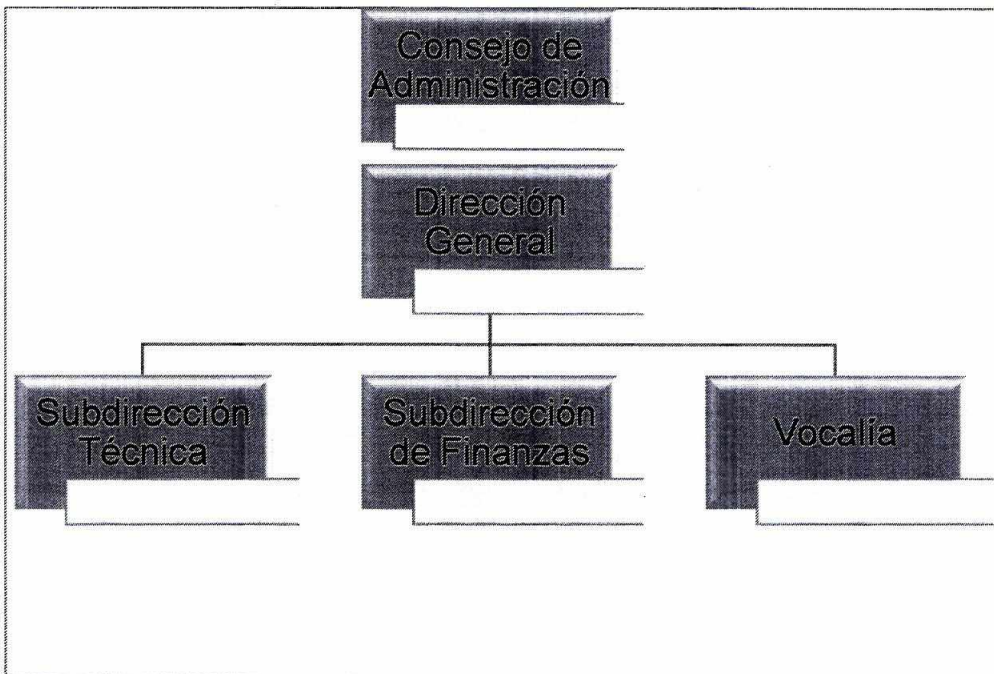 Consejo de
Administración
Dirección
General
Subdirección
Técnica
Subdirección
de Finanzas
Vocalía